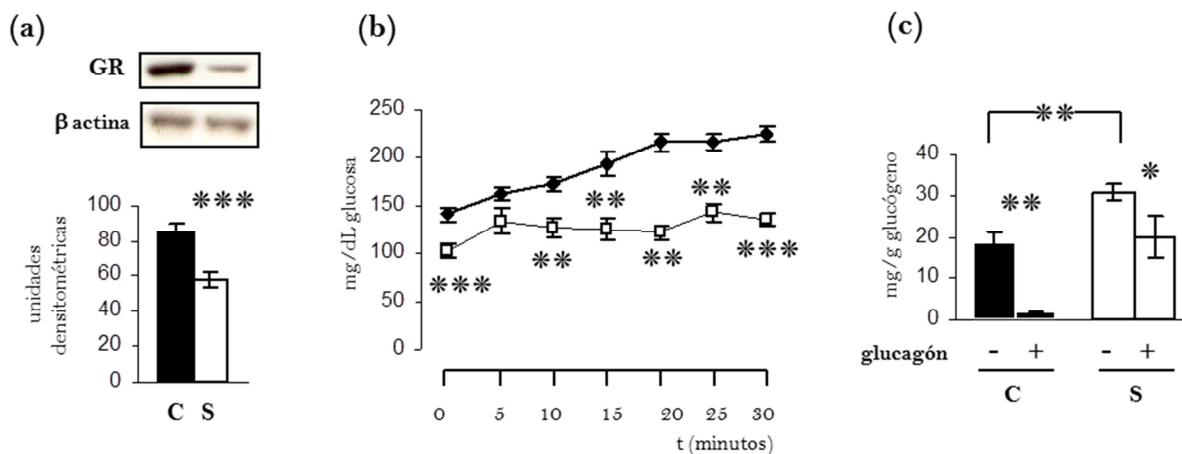 (a)
GR
β actina
unidades
densitométricas
100
80
60
40
20
0
***
C S
(b)
mg/dL glucosa
250
200
150
100
50
0
***
**
**
**
**
***
0 5 10 15 20 25 30
t (minutos)
(c)
mg/g glucógeno
40
30
20
10
0
**
**
*
glucagón - + - +
C S